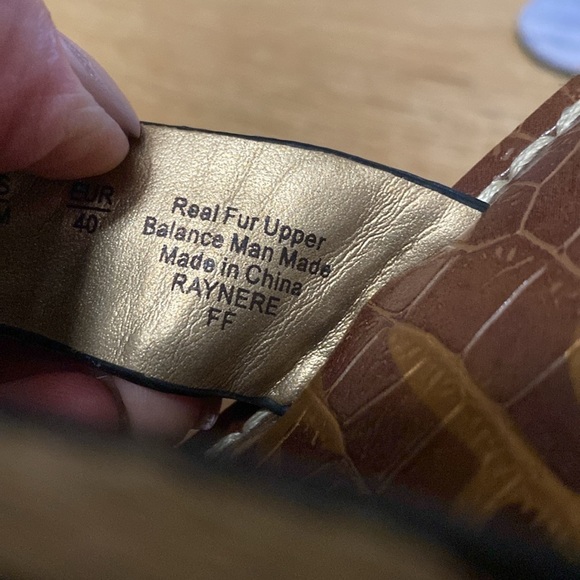 EUR
40
Real Fur Upper
Balance Man Made
Made in China
RAYNERE
FF